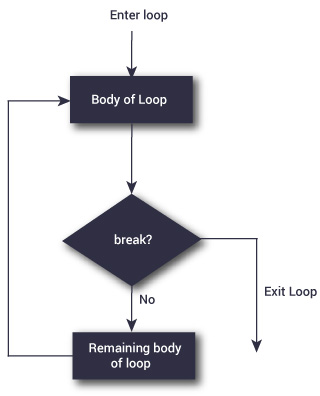 Enter loop
Body of Loop
break?
No
Exit Loop
Remaining body
of loop